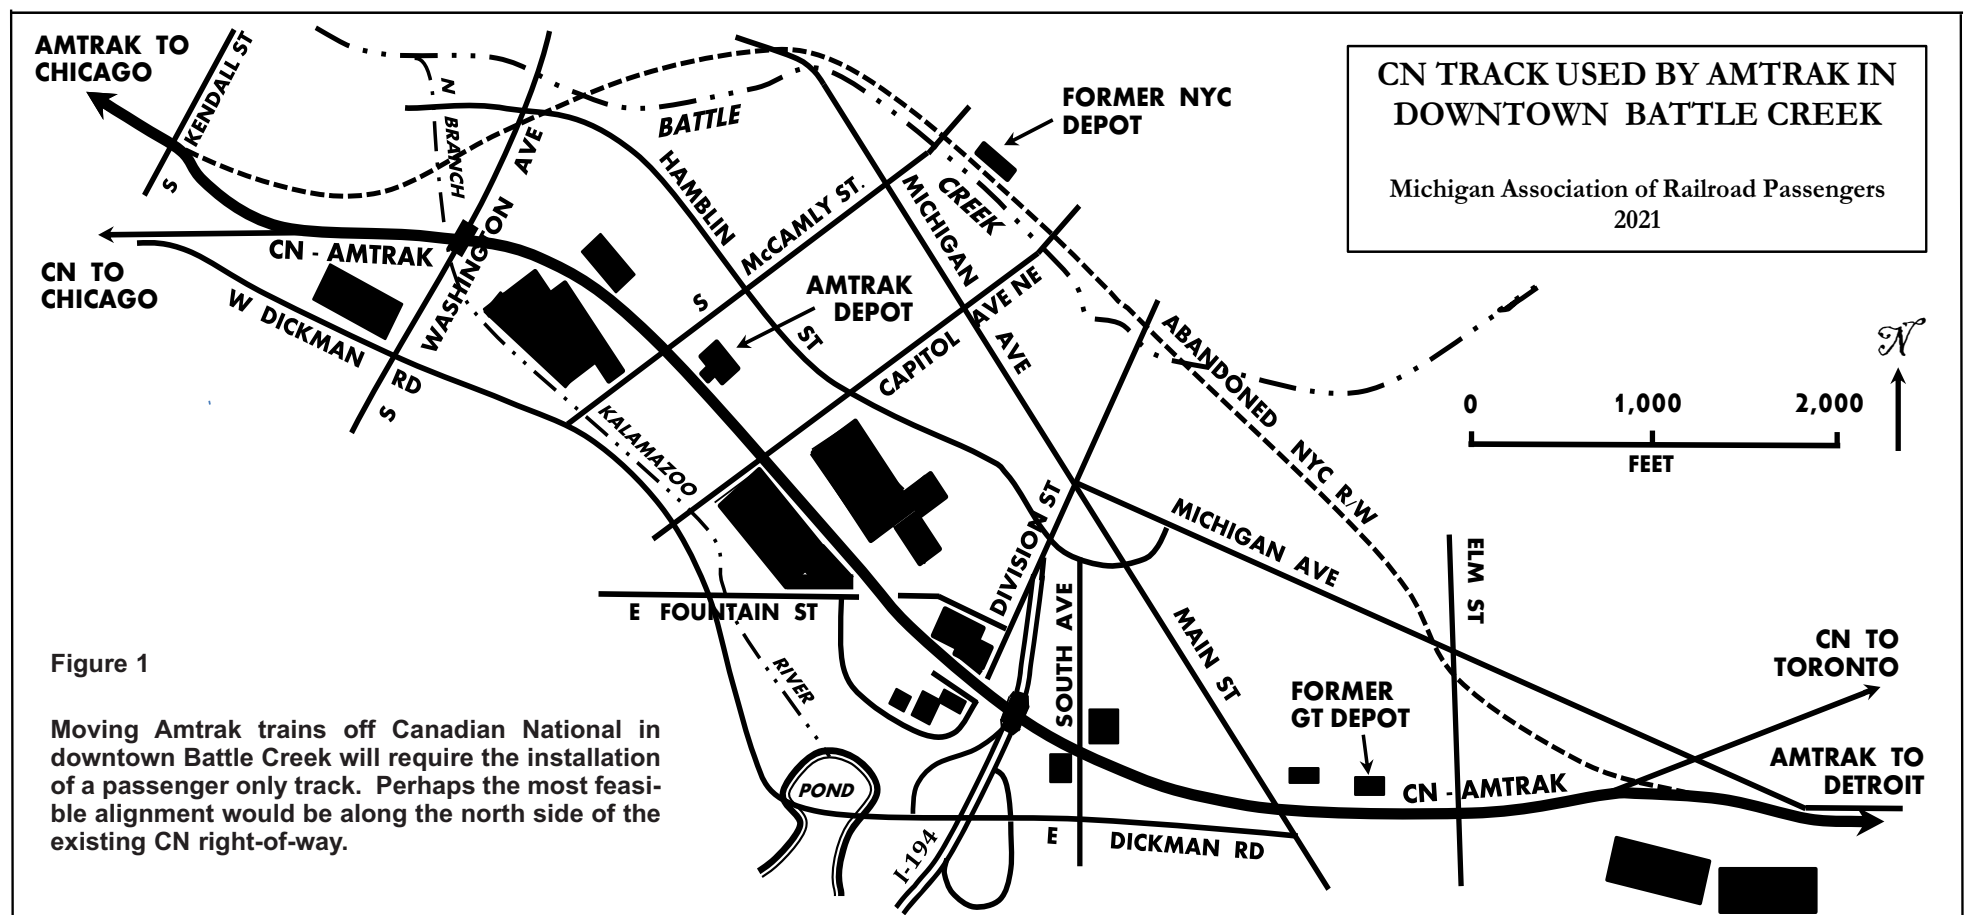 AMTRAK TO
CHICAGO
KENDALL ST
S
CN TRACK USED BY AMTRAK IN
DOWNTOWN BATTLE CREEK
Michigan Association of Railroad Passengers
2021
FORMER NYC
DEPOT
N
BRANCH
WASHINGTON AVE
S
BATTLE
CREEK
HAMBLIN
ST
S
McCAMLY ST.
MICHIGAN
AVE
CN - AMTRAK
CN TO
CHICAGO
W DICKMAN
RD
AMTRAK
DEPOT
CAPITOL AVE NE
ABANDONED NYC R/W
N
0 1,000 2,000
FEET
KALAMAZOO
RIVER
DIVISION ST
MICHIGAN AVE
ELM ST
E FOUNTAIN ST
SOUTH AVE
MAIN ST
CN TO
TORONTO
FORMER
GT DEPOT
AMTRAK TO
DETROIT
CN - AMTRAK
POND
E DICKMAN RD
I-194
Figure 1
Moving Amtrak trains off Canadian National in
downtown Battle Creek will require the installation
of a passenger only track. Perhaps the most feasi-
ble alignment would be along the north side of the
existing CN right-of-way.